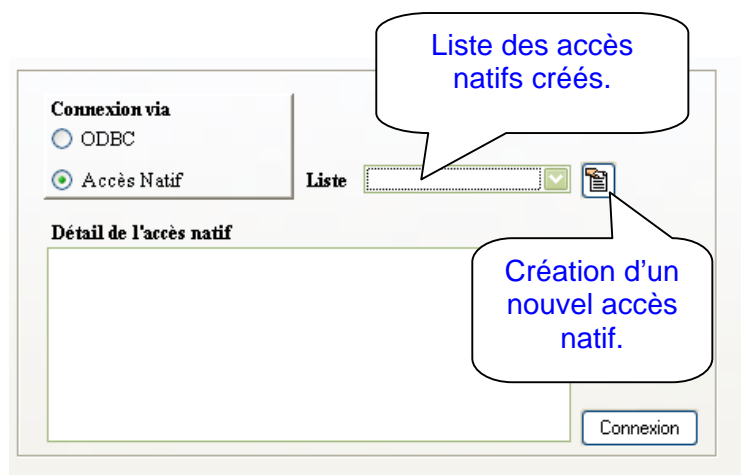 Liste des accès
natifs créés.
Connexion via
ODBC
Accès Natif
Liste
Détail de l'accès natif
Création d’un
nouvel accès
natif.
Connexion